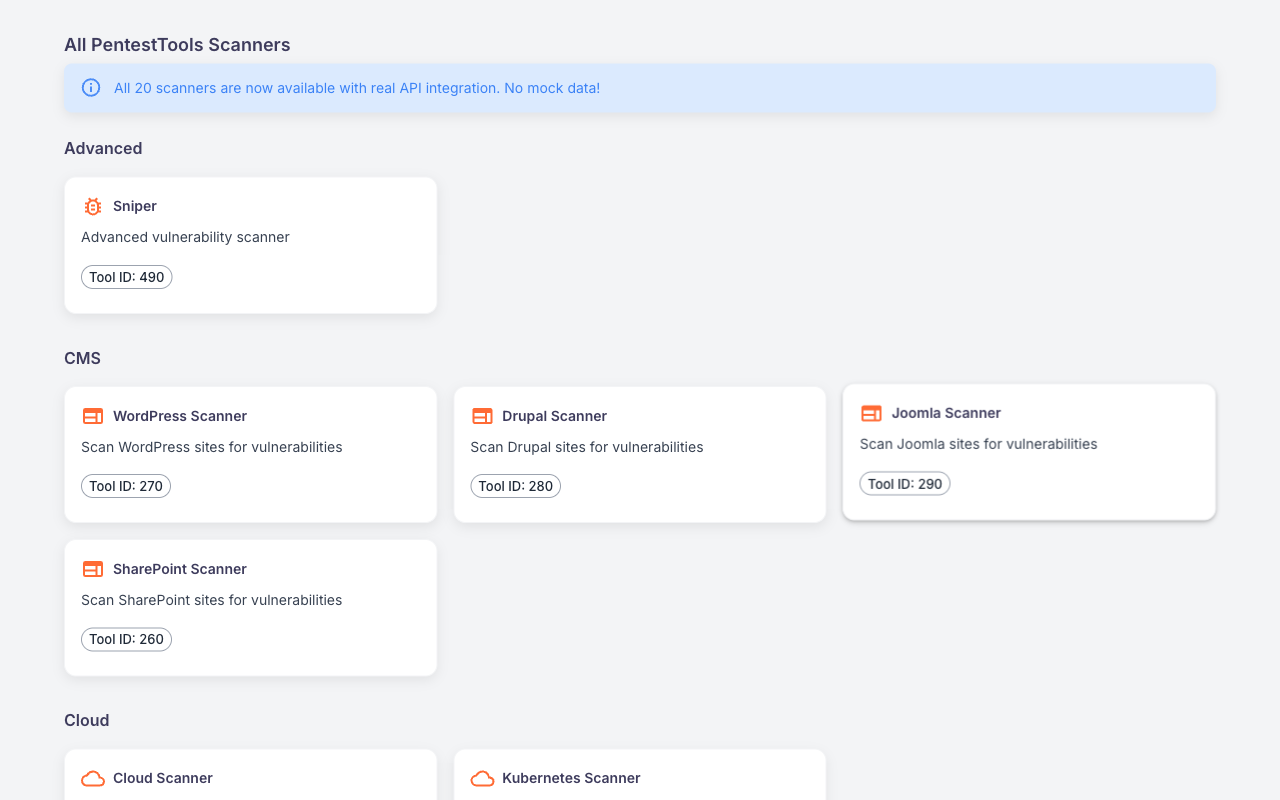 All PentestTools Scanners
All 20 scanners are now available with real API integration. No mock data!
Advanced
Sniper
Advanced vulnerability scanner
Tool ID: 490
CMS
WordPress Scanner
Scan WordPress sites for vulnerabilities
Tool ID: 270
Drupal Scanner
Scan Drupal sites for vulnerabilities
Tool ID: 280
Joomla Scanner
Scan Joomla sites for vulnerabilities
Tool ID: 290
SharePoint Scanner
Scan SharePoint sites for vulnerabilities
Tool ID: 260
Cloud
Cloud Scanner
Kubernetes Scanner